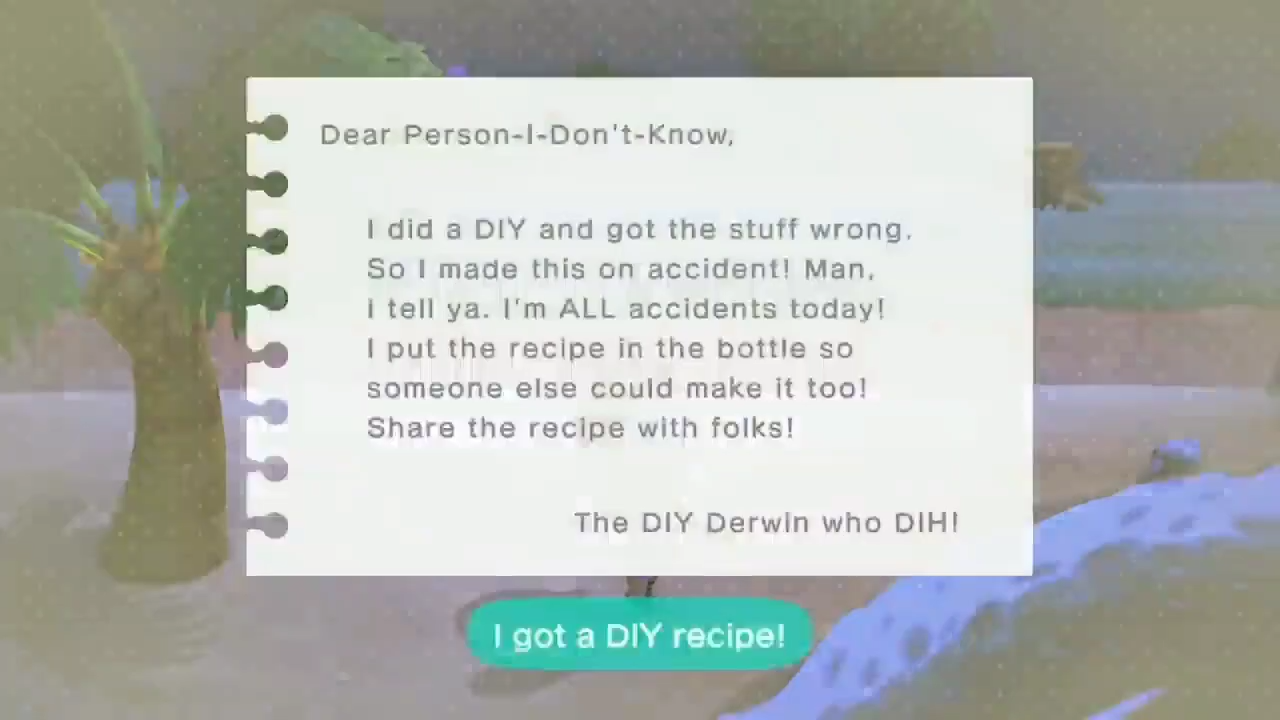 Dear Person-I-Don't-Know,
I did a DIY and got the stuff wrong.
So I made this on accident! Man,
I tell ya. I'm ALL accidents today!
I put the recipe in the bottle so
someone else could make it too!
Share the recipe with folks!
The DIY Derwin who DIH!
I got a DIY recipe!